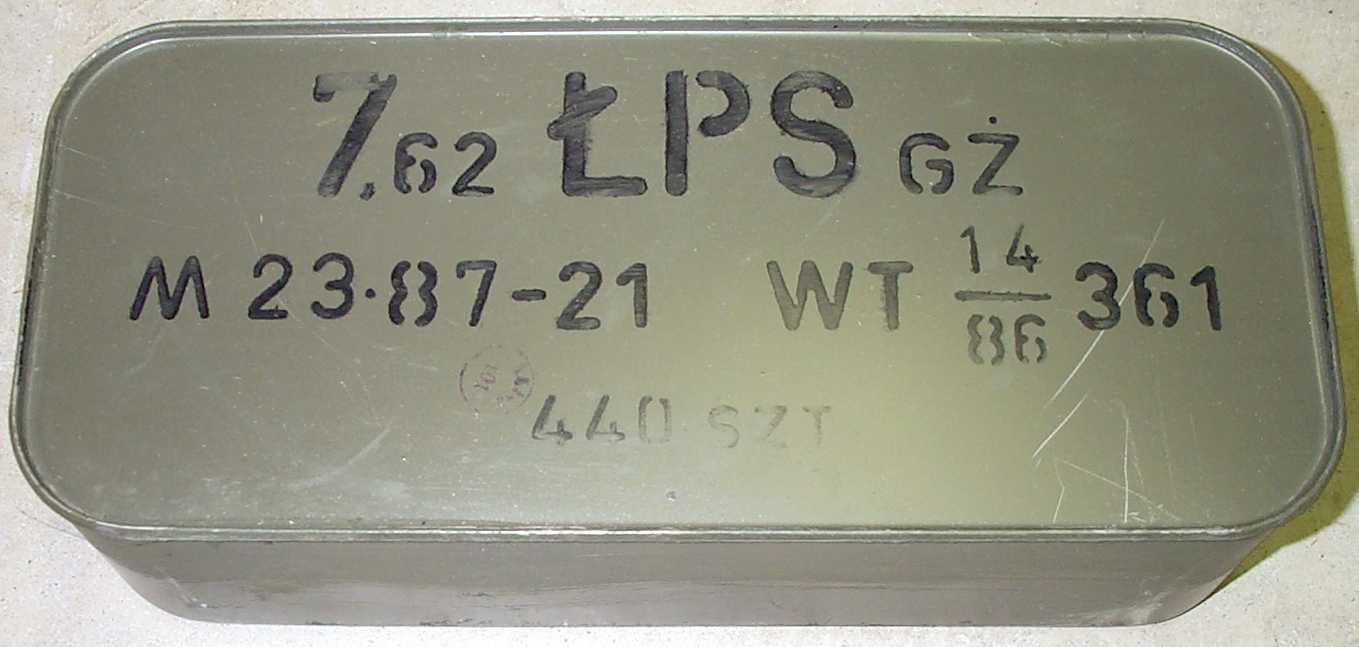 7.62 ŁPS GŻ
M 23·87-21 WT 14/86 361
440 SZT